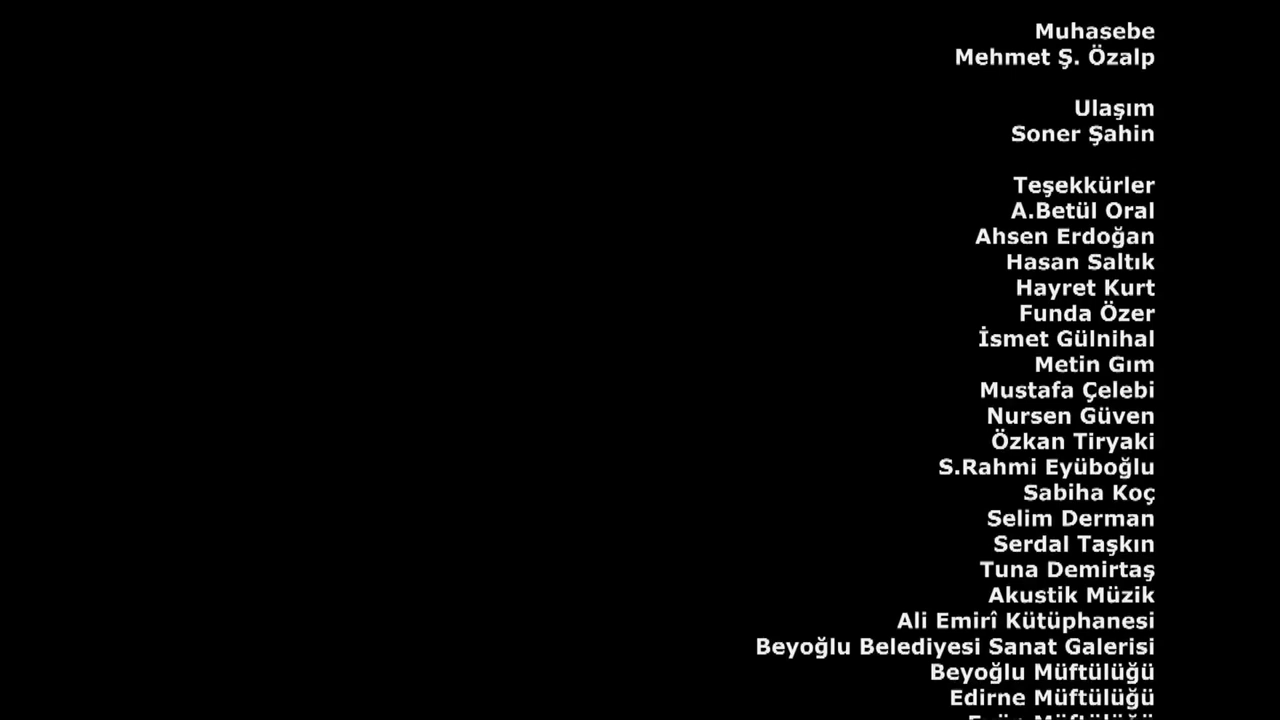 Muhasebe
Mehmet Ş. Özalp
Ulaşım
Soner Şahin
Teşekkürler
A.Betül Oral
Ahsen Erdoğan
Hasan Saltık
Hayret Kurt
Funda Özer
İsmet Gülnihal
Metin Gım
Mustafa Çelebi
Nursen Güven
Özkan Tiryaki
S.Rahmi Eyüboğlu
Sabiha Koç
Selim Derman
Serdal Taşkın
Tuna Demirtaş
Akustik Müzik
Ali Emirî Kütüphanesi
Beyoğlu Belediyesi Sanat Galerisi
Beyoğlu Müftülüğü
Edirne Müftülüğü
Müftülüğü